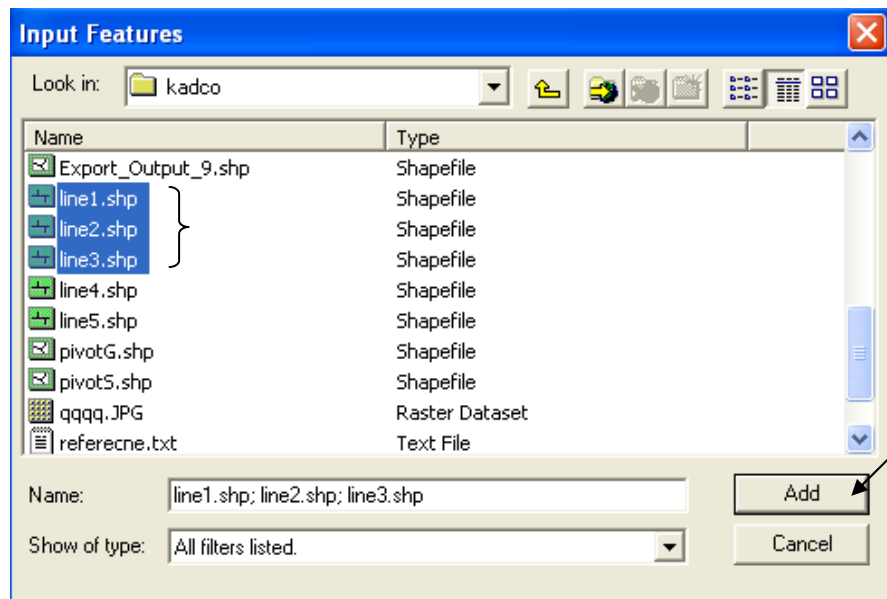 Input Features
Look in: kadco
Name Type
Export_Output_9.shp Shapefile
line1.shp Shapefile
line2.shp Shapefile
line3.shp Shapefile
line4.shp Shapefile
line5.shp Shapefile
pivotG.shp Shapefile
pivotS.shp Shapefile
qqqq.JPG Raster Dataset
referecne.txt Text File
Name: line1.shp; line2.shp; line3.shp Add
Show of type: All filters listed. Cancel